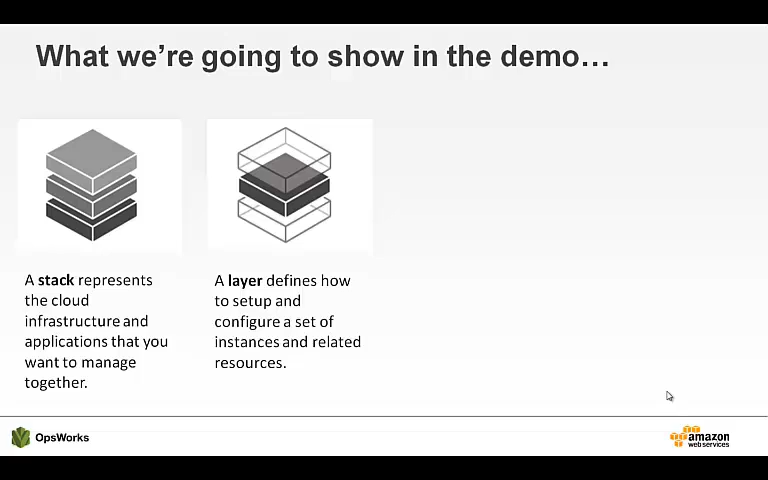 What we're going to show in the demo...
A stack represents
the cloud
infrastructure and
applications that you
want to manage
together.
A layer defines how
to setup and
configure a set of
instances and related
resources.
OpsWorks
amazon
web services